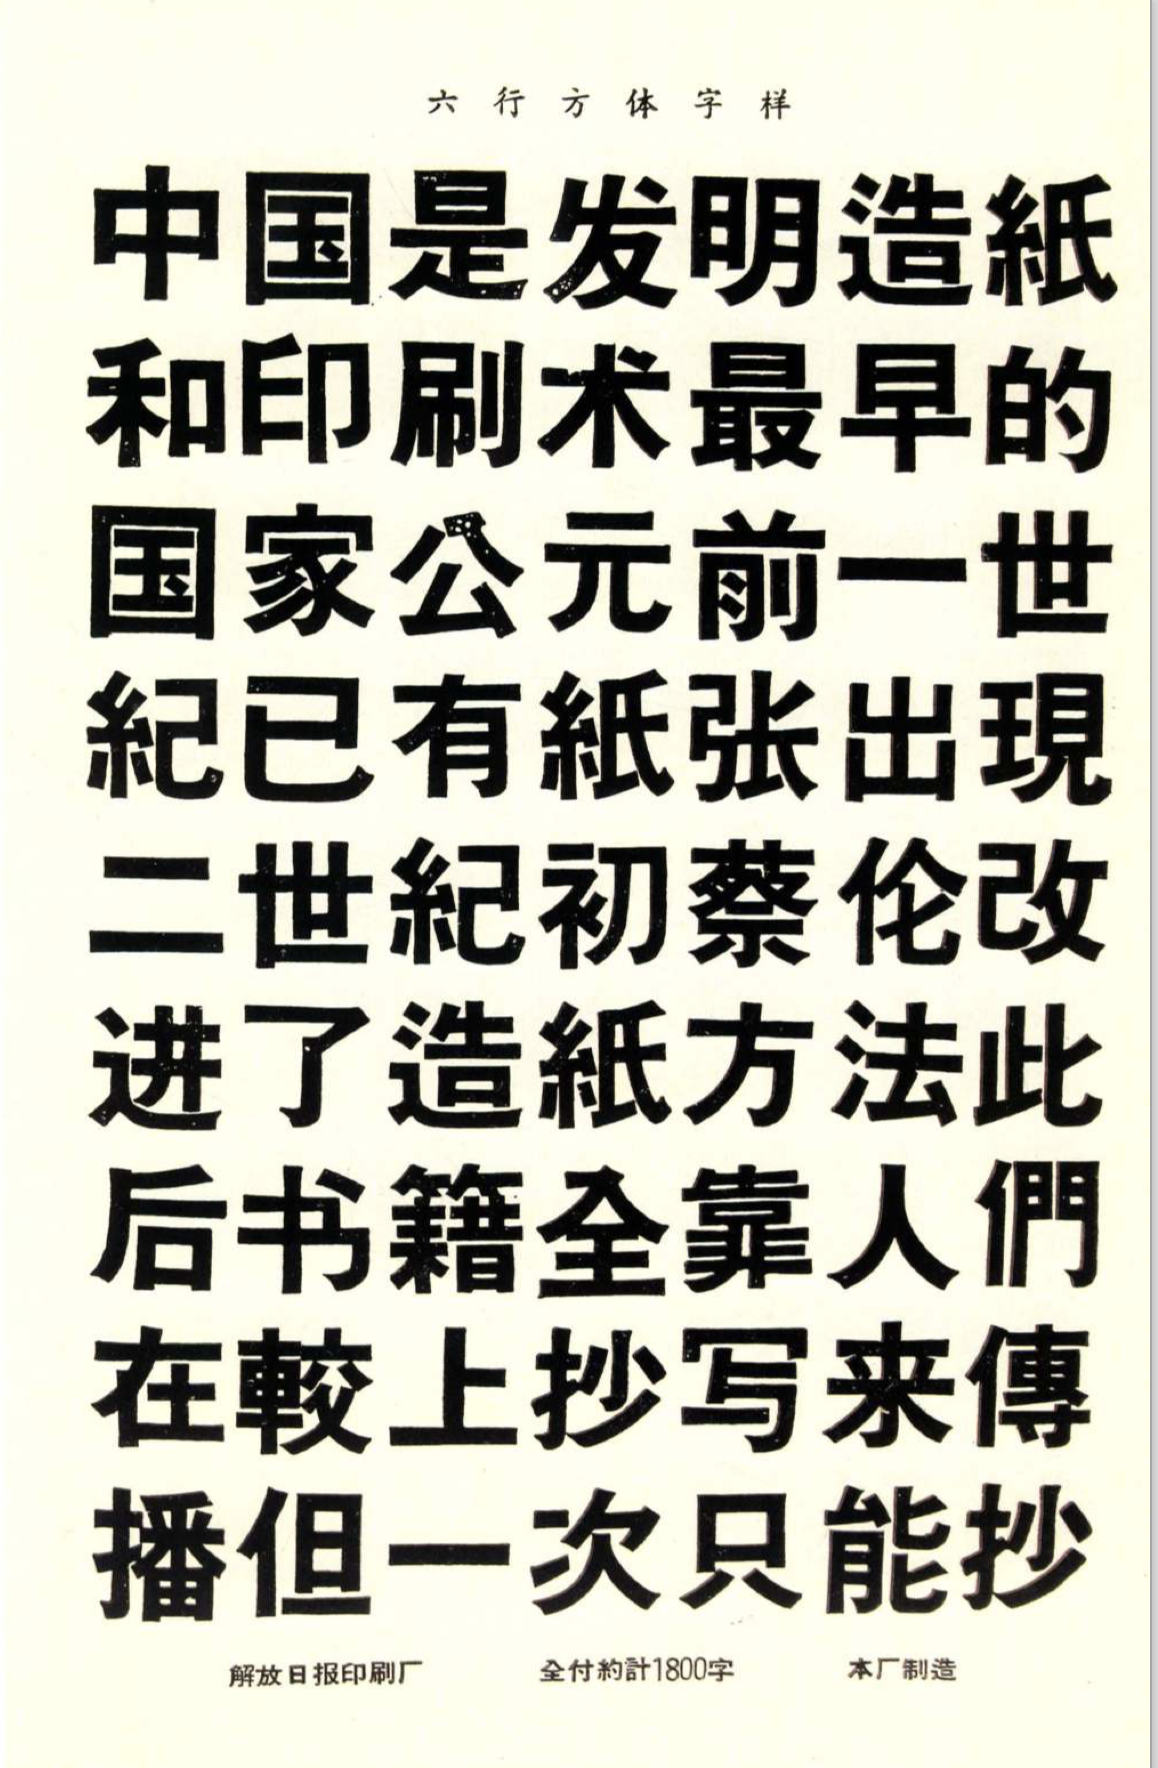 六行方体字样
中国是发明造紙
和印刷术最早的
国家公元前一世
紀已有紙张出現
二世紀初蔡伦改
进了造紙方法此
后书籍全靠人們
在較上抄写来傳
播但一次只能抄
解放日报印刷厂 全付約計1800字 本厂制造